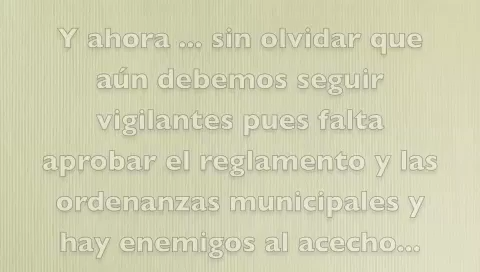 Y ahora ... sin olvidar que
aún debemos seguir
vigilantes pues falta
aprobar el reglamento y las
ordenanzas municipales y
hay enemigos al acecho...